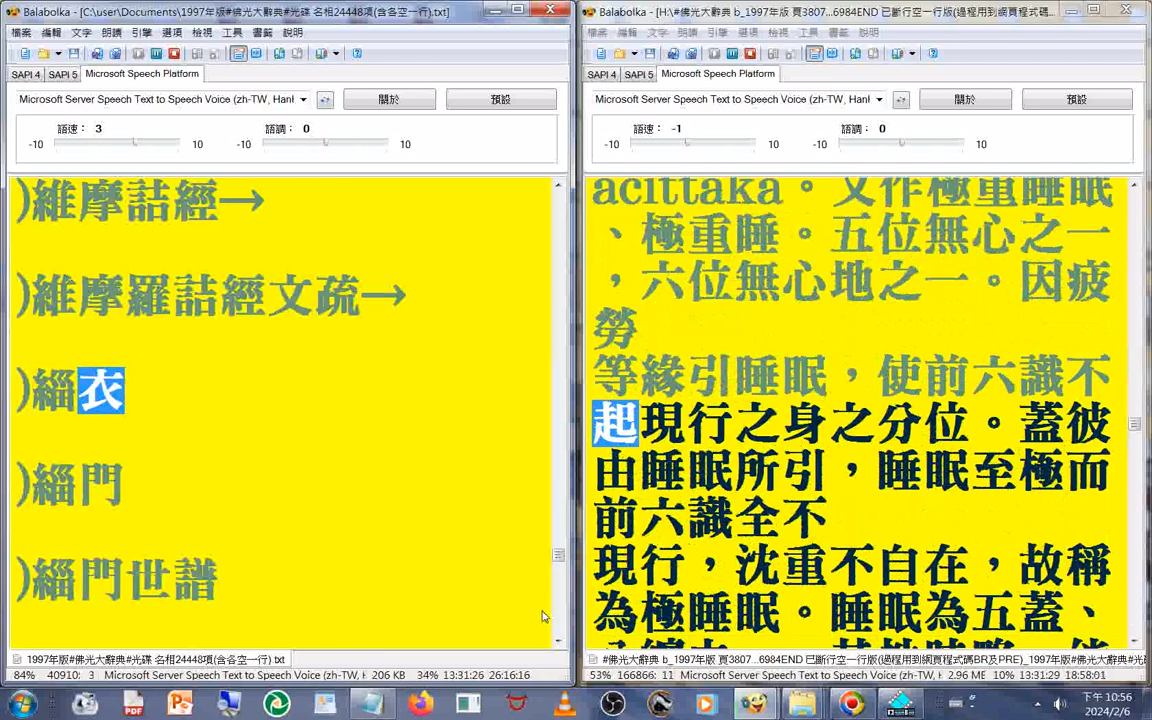 Balabolka - [C:\user\Documents\1997年版#佛光大辭典#光碟 名相24448項(含各空一行).txt]
檔案 編輯 文字 朗讀 引擎 選項 檢視 工具 書籤 說明
SAPI 4 SAPI 5 Microsoft Speech Platform
Microsoft Server Speech Text to Speech Voice (zh-TW, Hanl
關於
預設
語速： 3
語調： 0
-10 10 -10 10
)維摩詰經→
)維摩羅詰經文疏→
)緇衣
)緇門
)緇門世譜
1997年版#佛光大辭典#光碟 名相24448項(含各空一行).txt
84% 40910: 3 Microsoft Server Speech Text to Speech Voice (zh-TW, 206 KB 34% 13:31:26 26:16:16
Balabolka - [H:\#佛光大辭典 b_1997年版 頁3807...6984END 已斷行空一行版(過程用到網頁程式碼...
檔案 編輯 文字 朗讀 引擎 選項 檢視 工具 書籤 說明
SAPI 4 SAPI 5 Microsoft Speech Platform
Microsoft Server Speech Text to Speech Voice (zh-TW, Hanl
關於
預設
語速： -1
語調： 0
-10 10 -10 10
acittaka。又作極重睡眠
、極重睡。五位無心之一
，六位無心地之一。因疲
勞
等緣引睡眠，使前六識不
起現行之身之分位。蓋彼
由睡眠所引，睡眠至極而
前六識全不
現行，沈重不自在，故稱
為極睡眠。睡眠為五蓋、
#佛光大辭典 b_1997年版 頁3807...6984END 已斷行空一行版(過程用到網頁程式碼BR及PRE)_1997年版#佛光
53% 166866: 11 Microsoft Server Speech Text to Speech Voice (zh-TW, 2.96 ME 10% 13:31:29 18:58:01
下午 10:56
2024/2/6